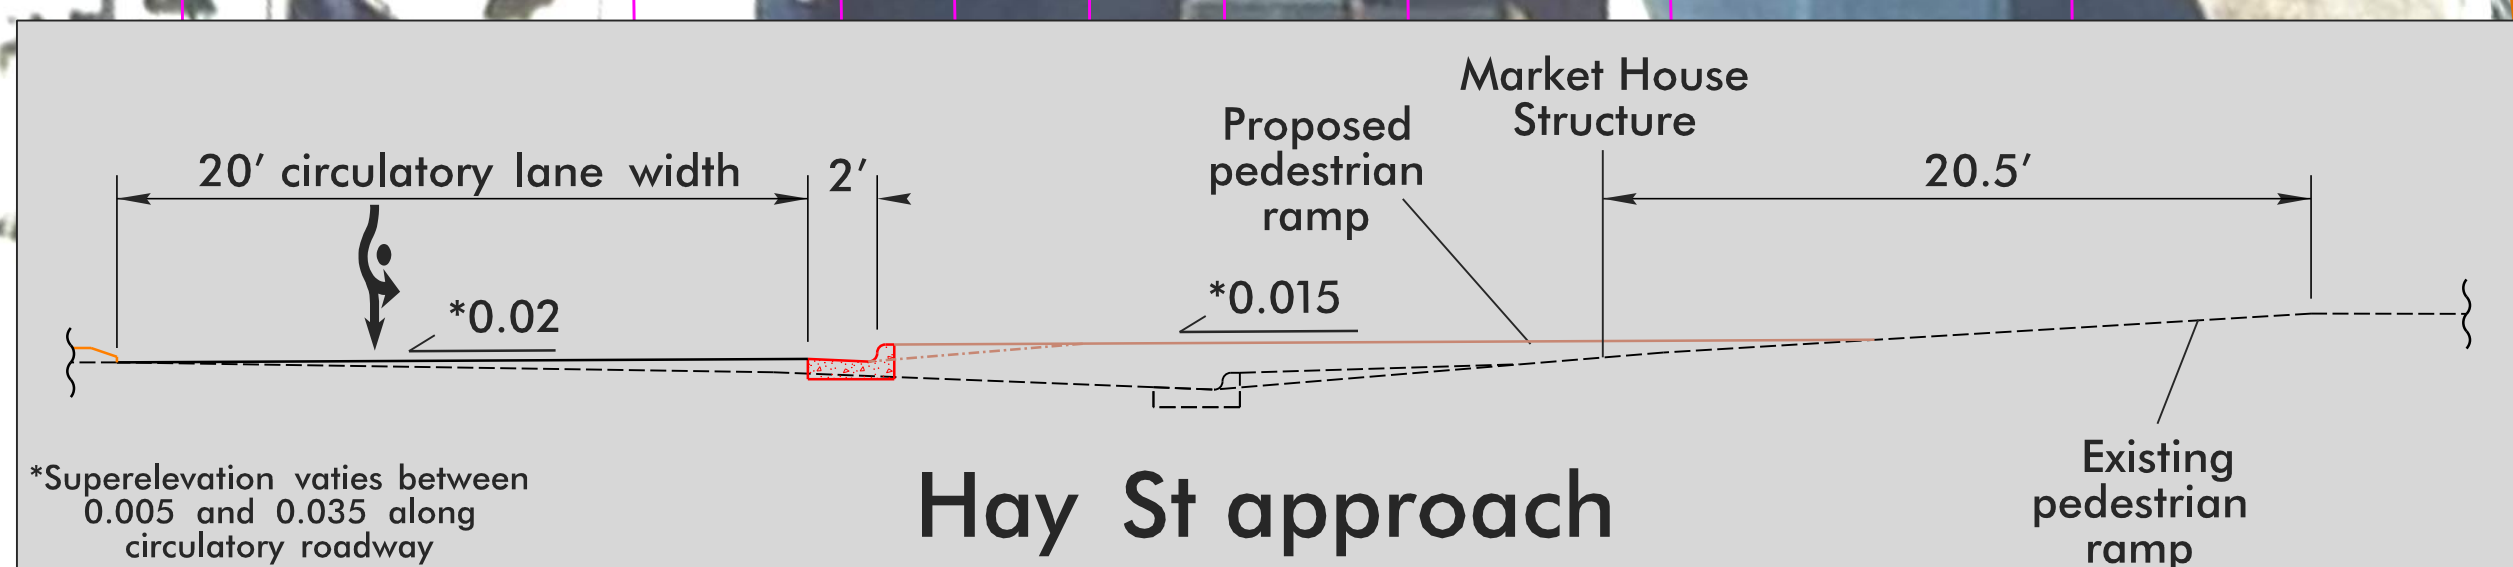 Market House
Structure
Proposed
pedestrian
ramp
20' circulatory lane width
2'
20.5'
*0.02
*0.015
*Superelevation vaties between
0.005 and 0.035 along
circulatory roadway
Hay St approach
Existing
pedestrian
ramp